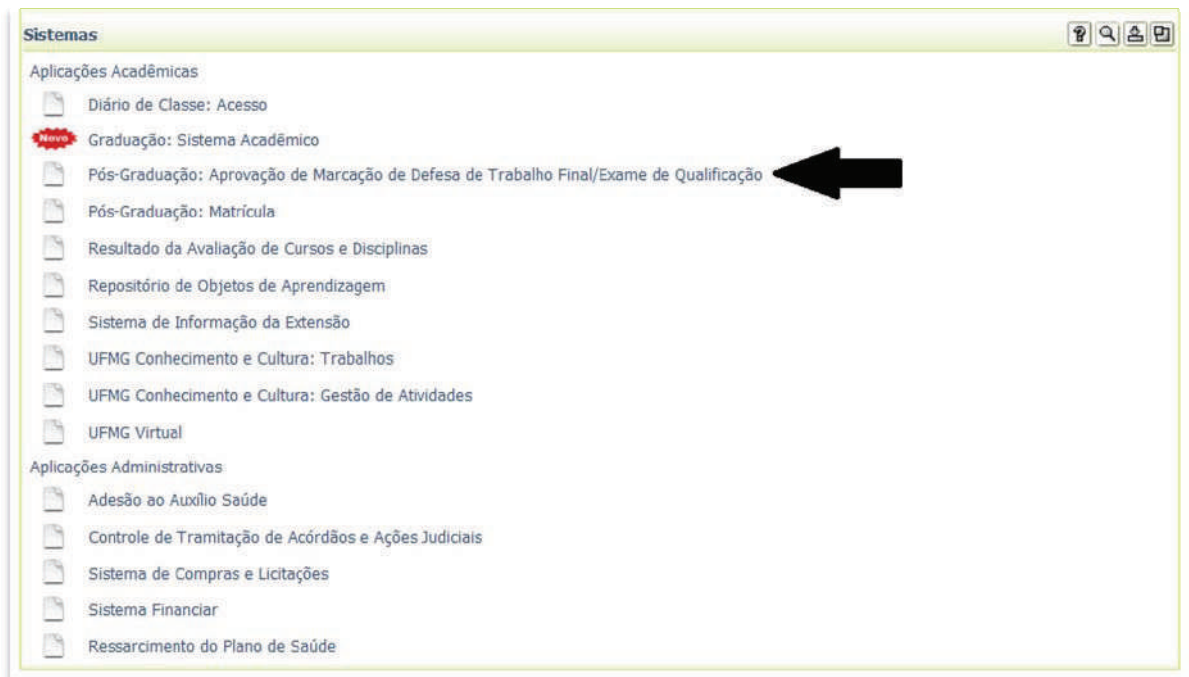 Sistemas
Aplicações Acadêmicas
Diário de Classe: Acesso
Novo Graduação: Sistema Acadêmico
Pós-Graduação: Aprovação de Marcação de Defesa de Trabalho Final/Exame de Qualificação
Pós-Graduação: Matrícula
Resultado da Avaliação de Cursos e Disciplinas
Repositório de Objetos de Aprendizagem
Sistema de Informação da Extensão
UFMG Conhecimento e Cultura: Trabalhos
UFMG Conhecimento e Cultura: Gestão de Atividades
UFMG Virtual
Aplicações Administrativas
Adesão ao Auxílio Saúde
Controle de Tramitação de Acórdãos e Ações Judiciais
Sistema de Compras e Licitações
Sistema Financiar
Ressarcimento do Plano de Saúde